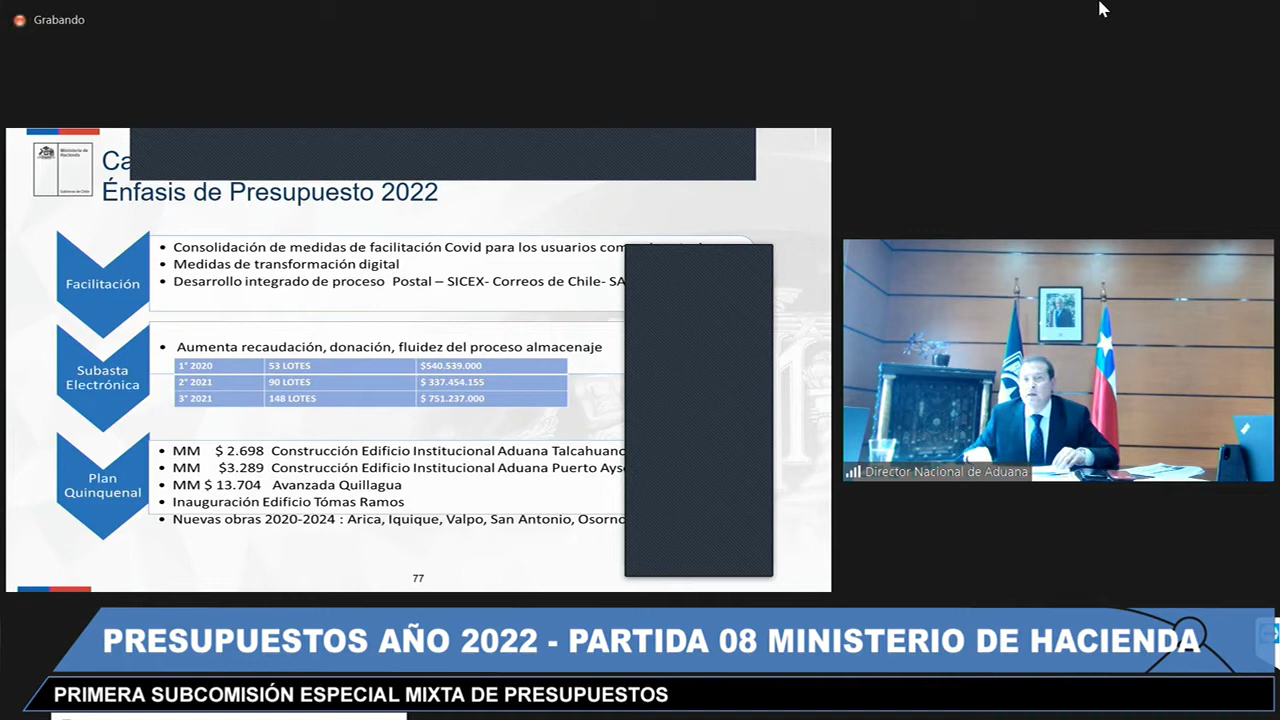 Grabando
Ministerio de
Hacienda
Gobierno de Chile
Énfasis de Presupuesto 2022
Facilitación
• Consolidación de medidas de facilitación Covid para los usuarios
• Medidas de transformación digital
• Desarrollo integrado de proceso Postal – SICEX- Correos de Chile- SA
Subasta
Electrónica
• Aumenta recaudación, donación, fluidez del proceso almacenaje
1° 2020 53 LOTES $540.539.000
2° 2021 90 LOTES $ 337.454.155
3° 2021 148 LOTES $ 751.237.000
Plan
Quinquenal
• MM $ 2.698 Construcción Edificio Institucional Aduana Talcahuano
• MM $3.289 Construcción Edificio Institucional Aduana Puerto Ayse
• MM $ 13.704 Avanzada Quillagua
• Inauguración Edificio Tómas Ramos
• Nuevas obras 2020-2024 : Arica, Iquique, Valpo, San Antonio, Osorno
77
Director Nacional de Aduana
PRESUPUESTOS AÑO 2022 - PARTIDA 08 MINISTERIO DE HACIENDA
PRIMERA SUBCOMISIÓN ESPECIAL MIXTA DE PRESUPUESTOS